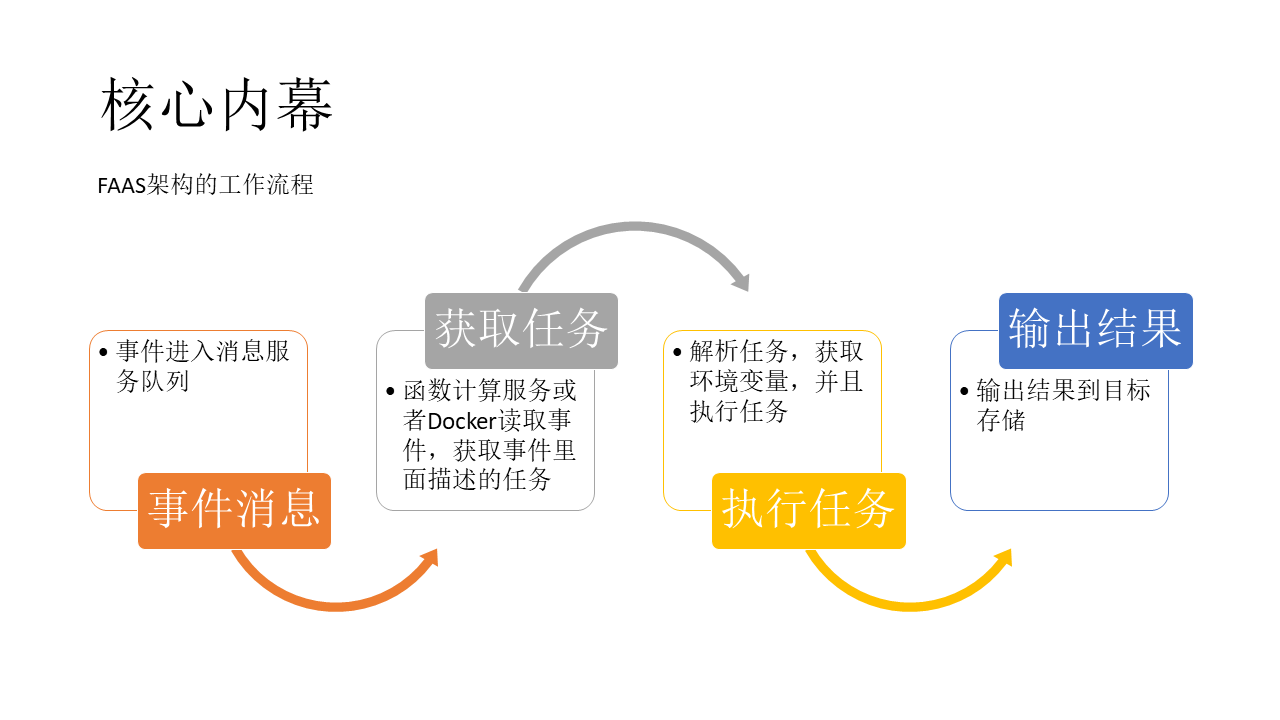 核心内幕
FAAS架构的工作流程
• 事件进入消息服
务队列
事件消息
获取任务
• 函数计算服务或
者Docker读取事
件，获取事件里
面描述的任务
• 解析任务，获取
环境变量，并且
执行任务
执行任务
输出结果
• 输出结果到目标
存储